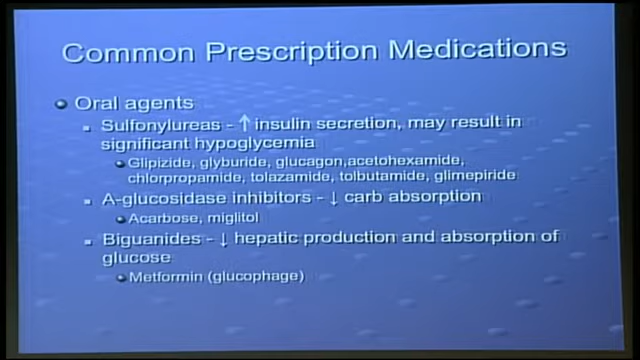 Common Prescription Medications
Oral agents
Sulfonylureas - ↑ insulin secretion, may result in
significant hypoglycemia
Glipizide, glyburide, glucagon,acetohexamide,
chlorpropamide, tolazamide, tolbutamide, glimepiride
A-glucosidase inhibitors - ↓ carb absorption
Acarbose, miglitol
Biguanides - ↓ hepatic production and absorption of
glucose
Metformin (glucophage)